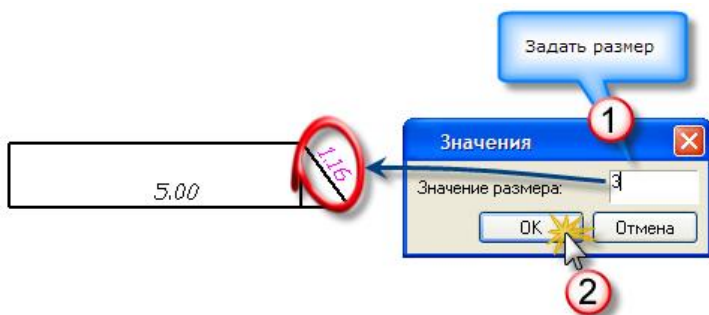 Задать размер
1
Значения
1.16
5.00
Значение размера:
3
OK
Отмена
2